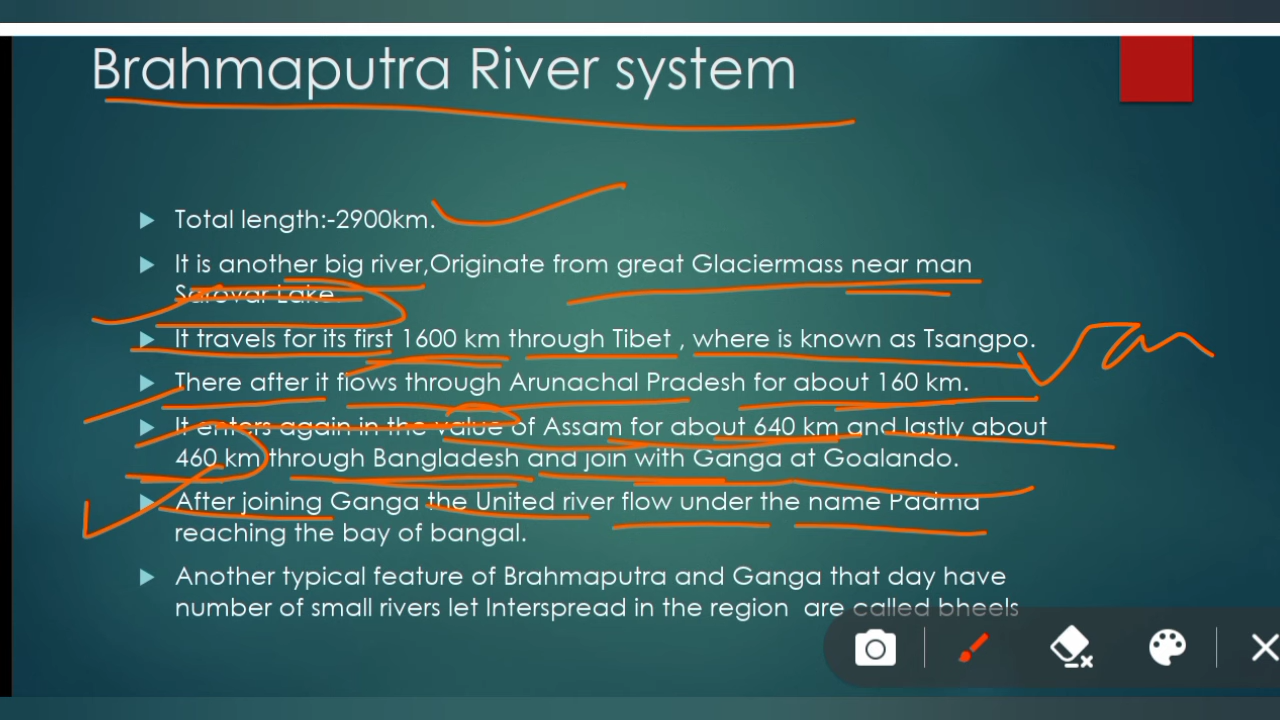 Brahmaputra River system
Total length:-2900km.
It is another big river,Originate from great Glaciermass near man
Sarovar Lake.
It travels for its first 1600 km through Tibet , where is known as Tsangpo.
There after it flows through Arunachal Pradesh for about 160 km.
It enters again in the value of Assam for about 640 km and lastly about
460 km through Bangladesh and join with Ganga at Goalando.
After joining Ganga the United river flow under the name Padma
reaching the bay of bangal.
Another typical feature of Brahmaputra and Ganga that day have
number of small rivers let Interspread in the region are called bheels